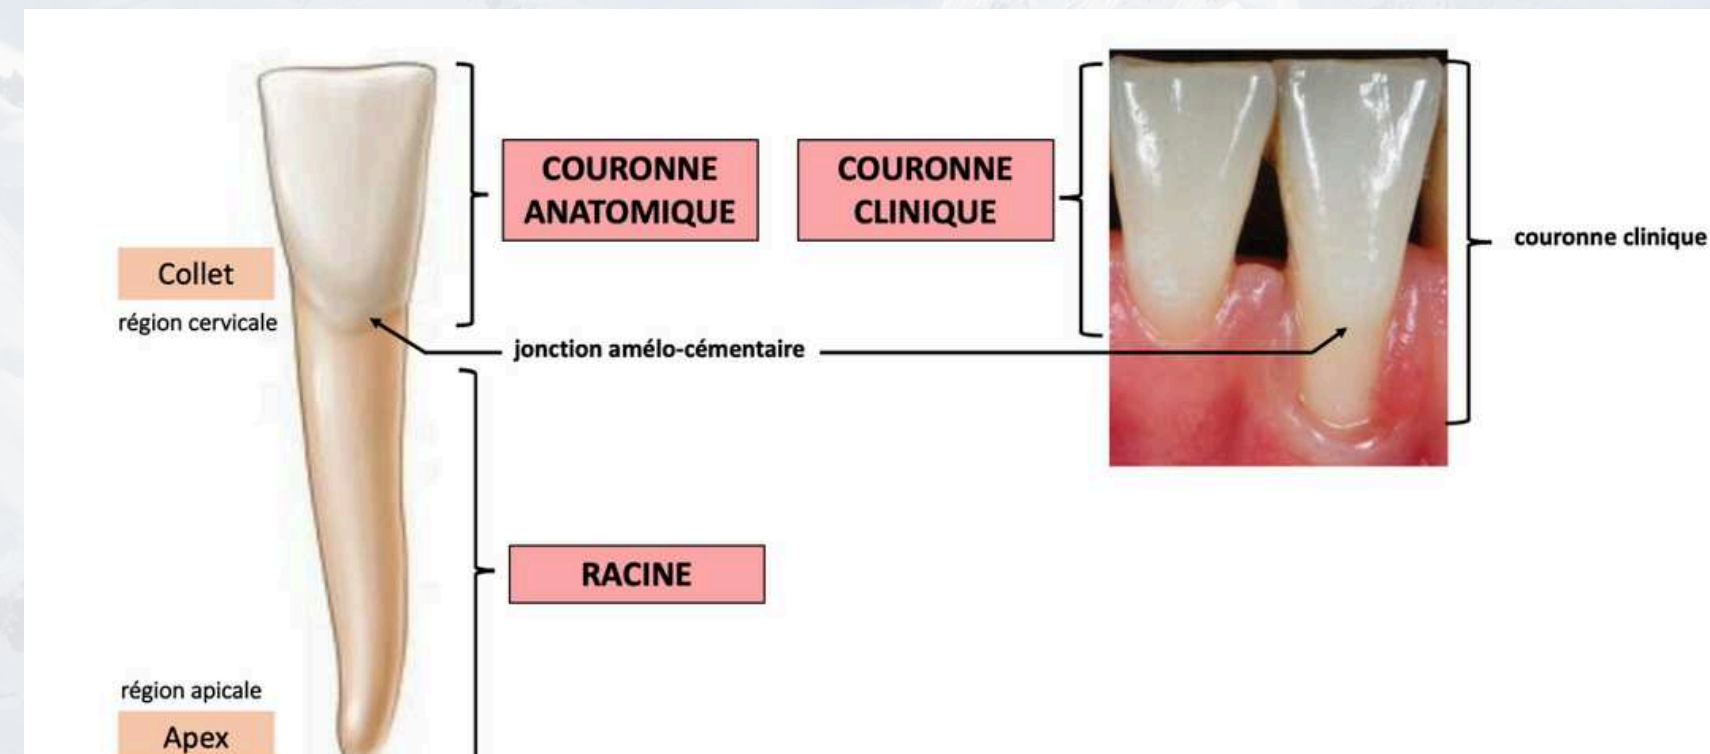 COURONNE
ANATOMIQUE
COURONNE
CLINIQUE
couronne clinique
Collet
région cervicale
jonction amélo-cémentaire
RACINE
région apicale
Apex